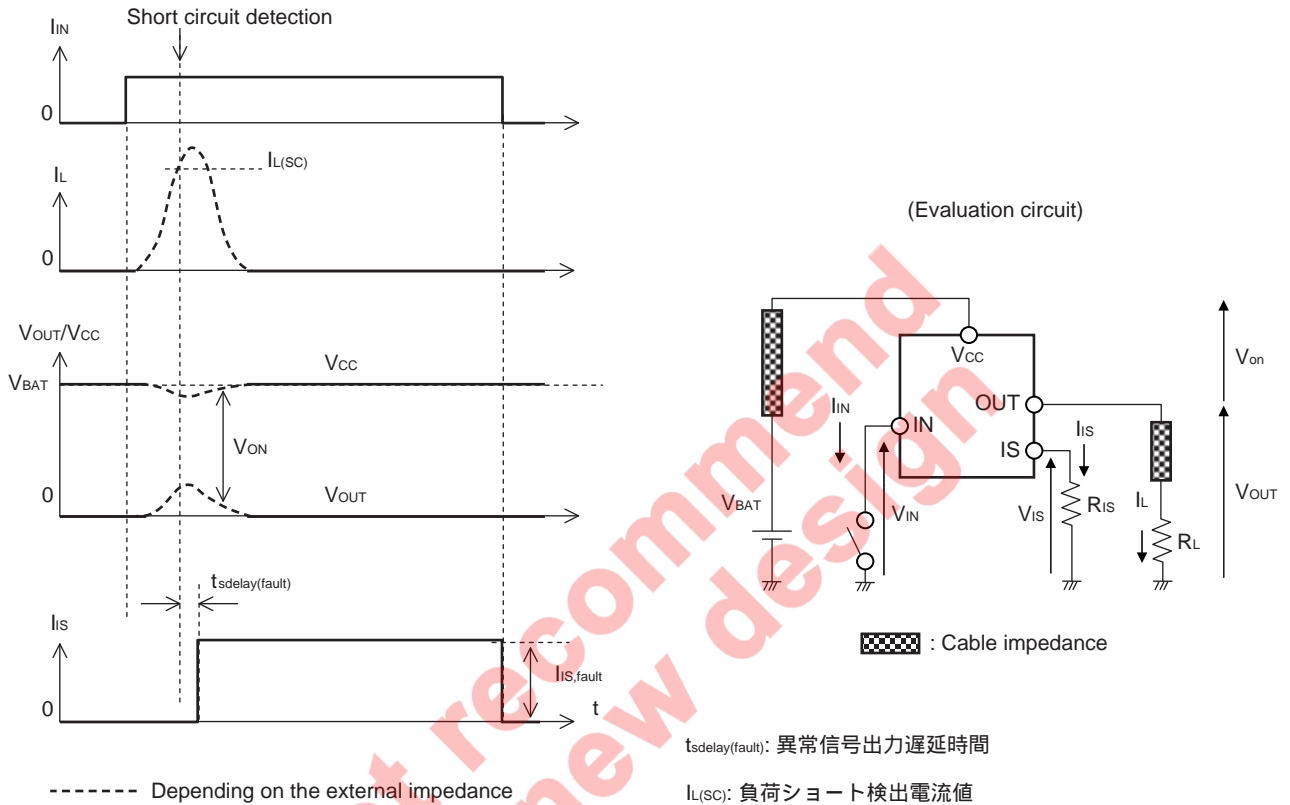 Short circuit detection
IIN
0
IL(SC)
IL
0
(Evaluation circuit)
VOUT/VCC
VBAT
VCC
VON
VOUT
0
VCC
OUT
IN
IS
IIN
IIS
VBAT
VIN
VIS
RIS
IL
RL
Von
VOUT
tsdelay(fault)
IIS
IIS,fault
0
t
: Cable impedance
tsdelay(fault): 異常信号出力遅延時間
Depending on the external impedance
IL(SC): 負荷ショート検出電流値
t recommend
new design